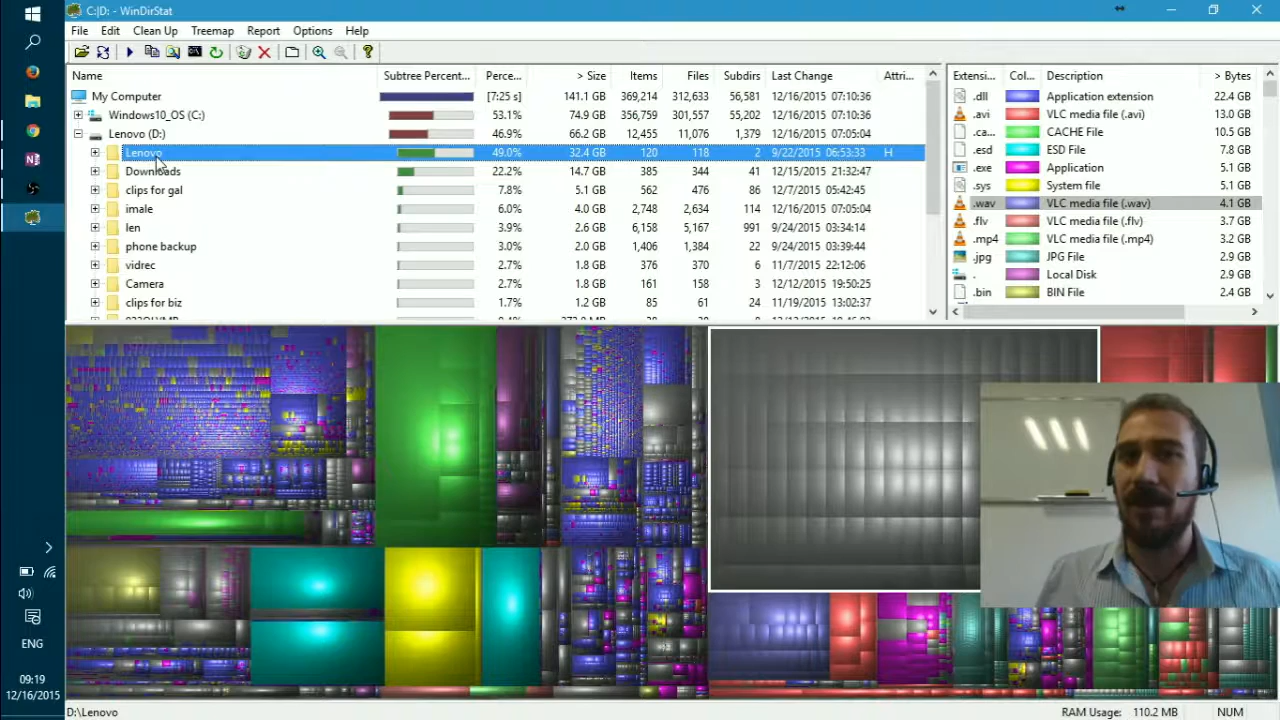 C:|D: - WinDirStat
File Edit Clean Up Treemap Report Options Help
Name Subtree Percent... Perce... > Size Items Files Subdirs Last Change Attri...
My Computer [7:25 s] 141.1 GB 369,214 312,633 56,581 12/16/2015 07:10:36
Windows10_OS (C:) 53.1% 74.9 GB 356,759 301,557 55,202 12/16/2015 07:10:36
Lenovo (D:) 46.9% 66.2 GB 12,455 11,076 1,379 12/16/2015 07:05:04
Lenovo 49.0% 32.4 GB 120 118 2 9/22/2015 06:53:33 H
Downloads 22.2% 14.7 GB 385 344 41 12/15/2015 21:32:47
clips for gal 7.8% 5.1 GB 562 476 86 12/7/2015 05:42:45
imale 6.0% 4.0 GB 2,748 2,634 114 12/16/2015 07:05:04
len 3.9% 2.6 GB 6,158 5,167 991 9/24/2015 03:34:14
phone backup 3.0% 2.0 GB 1,406 1,384 22 9/24/2015 03:39:44
vidrec 2.7% 1.8 GB 376 370 6 11/7/2015 22:12:06
Camera 2.7% 1.8 GB 161 158 3 12/12/2015 19:50:25
clips for biz 1.7% 1.2 GB 85 61 24 11/19/2015 13:02:37
Extensi... Col... Description > Bytes
.dll Application extension 22.4 GB
.avi VLC media file (.avi) 13.0 GB
.ca... CACHE File 10.5 GB
.esd ESD File 7.8 GB
.exe Application 5.1 GB
.sys System file 5.1 GB
.wav VLC media file (.wav) 4.1 GB
.flv VLC media file (.flv) 3.7 GB
.mp4 VLC media file (.mp4) 3.2 GB
.jpg JPG File 2.9 GB
. Local Disk 2.9 GB
.bin BIN File 2.4 GB
ENG
09:19
12/16/2015
D:\Lenovo RAM Usage: 110.2 MB NUM